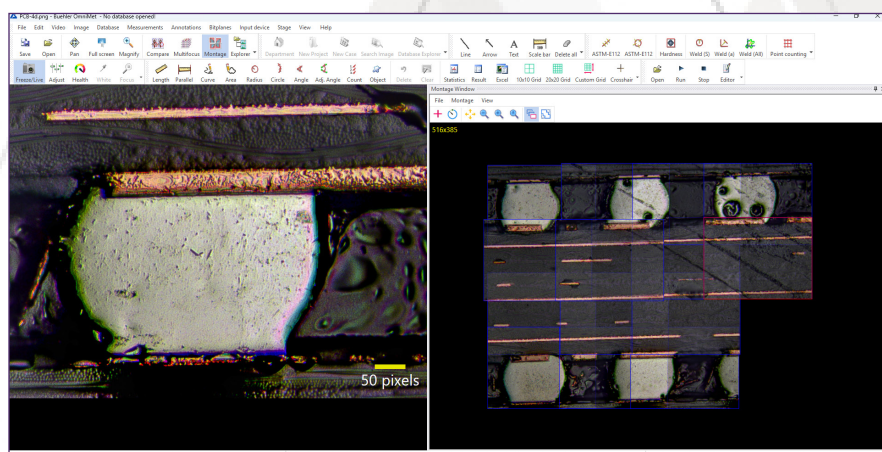 PCB-4d.png - Buehler OmniMet - No database opened!
File Edit Video Image Database Measurements Annotations Bitplanes Input device Stage View Help
Save Open Pan Full screen Magnify Compare Multifocus Montage Explorer Department New Project New Case Search Image Database Explorer Line Arrow Text Scale bar Delete all ASTM-E112 ASTM-E112 Hardness Weld (S) Weld (a) Weld (All) Point counting
Freeze/Live Adjust Health White Focus Length Parallel Curve Area Radius Circle Angle Adj. Angle Count Object Delete Clear Statistics Result Excel 10x10 Grid 20x20 Grid Custom Grid Crosshair Open Run Stop Editor
Montage Window
File Montage View
516x385
50 pixels